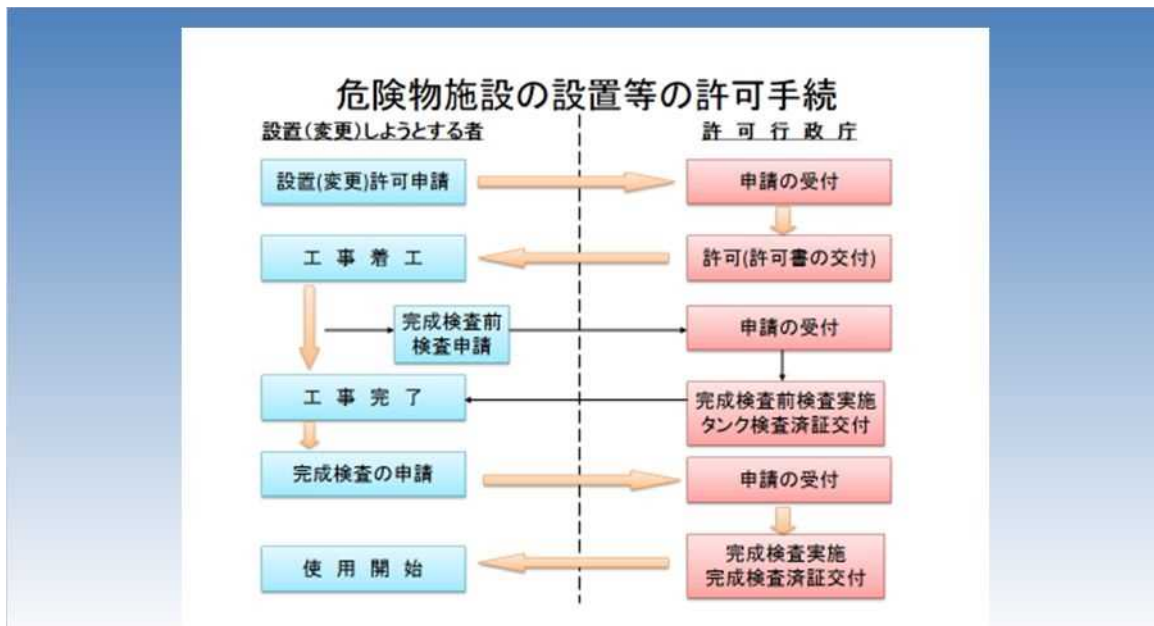 危険物施設の設置等の許可手続
設置(変更)しようとする者
許 可 行 政 庁
設置(変更)許可申請
申請の受付
工 事 着 工
許可(許可書の交付)
完成検査前
検査申請
申請の受付
工 事 完 了
完成検査前検査実施
タンク検査済証交付
完成検査の申請
申請の受付
使 用 開 始
完成検査実施
完成検査済証交付